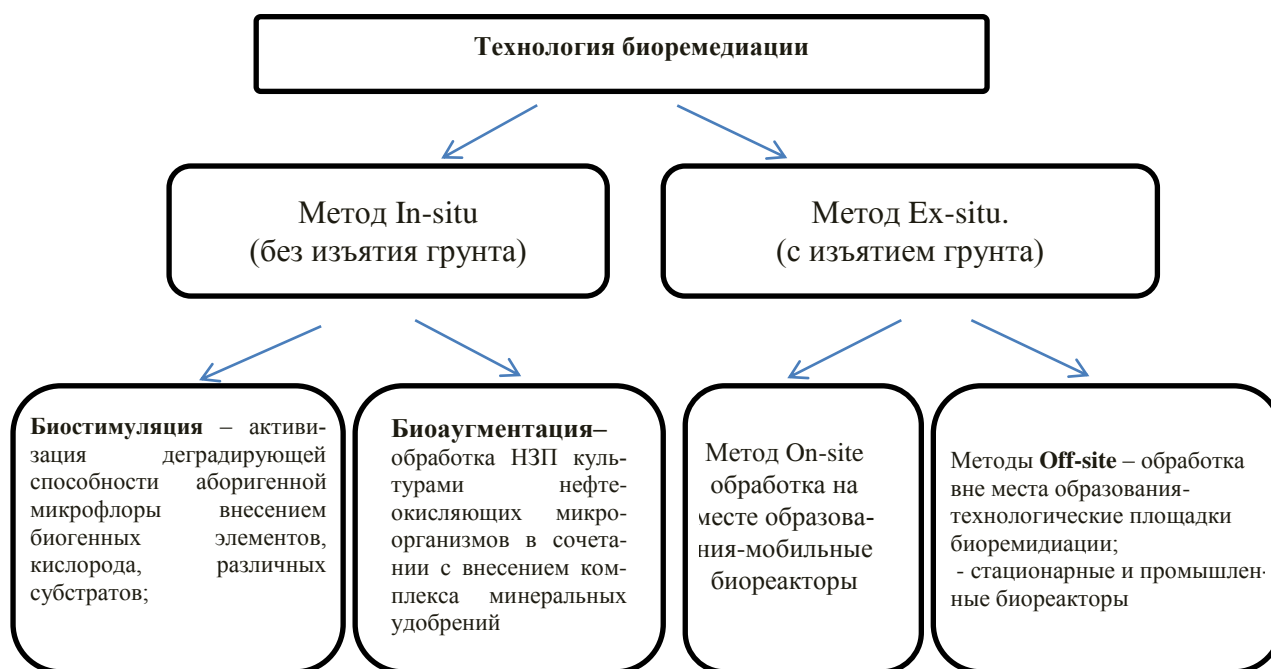 Технология биоремедиации
Метод In-situ
(без изъятия грунта)
Метод Ex-situ.
(с изъятием грунта)
Биостимуляция – активи-
зация деградирующей
способности аборигенной
микрофлоры внесением
биогенных элементов,
кислорода, различных
субстратов;
Биоаугментация–
обработка НЗП куль-
турами нефте-
окисляющих микро-
организмов в сочета-
нии с внесением ком-
плекса минеральных
удобрений
Метод On-site
обработка на
месте образова-
ния-мобильные
биореакторы
Методы Off-site – обработка
вне места образования-
технологические площадки
биоремидиации;
- стационарные и промышлен-
ные биореакторы